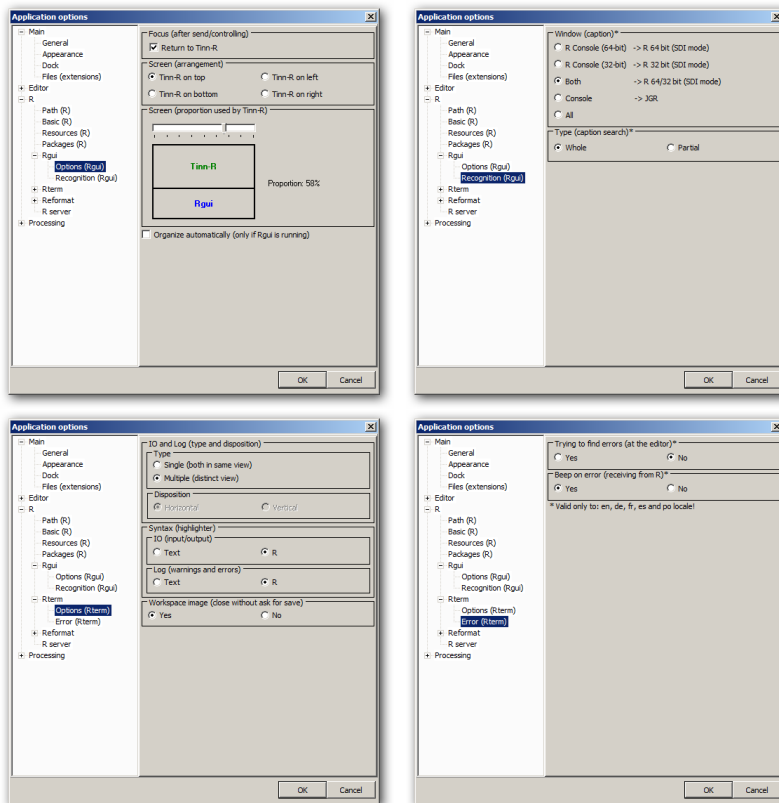 Application options
Main
General
Appearance
Dock
Files (extensions)
Editor
R
Path (R)
Basic (R)
Resources (R)
Packages (R)
Rgui
Options (Rgui)
Recognition (Rgui)
Rterm
Reformat
R server
Processing
Focus (after send/controlling)
Return to Tinn-R
Screen (arrangement)
Tinn-R on top
Tinn-R on left
Tinn-R on bottom
Tinn-R on right
Screen (proportion used by Tinn-R)
Tinn-R
Rgui
Proportion: 58%
Organize automatically (only if Rgui is running)
OK
Cancel
Application options
Main
General
Appearance
Dock
Files (extensions)
Editor
R
Path (R)
Basic (R)
Resources (R)
Packages (R)
Rgui
Options (Rgui)
Recognition (Rgui)
Rterm
Reformat
R server
Processing
Window (caption)*
R Console (64-bit) -> R 64 bit (SDI mode)
R Console (32-bit) -> R 32 bit (SDI mode)
Both -> R 64/32 bit (SDI mode)
Console -> JGR
All
Type (caption search)*
Whole
Partial
OK
Cancel
Application options
Main
General
Appearance
Dock
Files (extensions)
Editor
R
Path (R)
Basic (R)
Resources (R)
Packages (R)
Rgui
Options (Rgui)
Recognition (Rgui)
Rterm
Options (Rterm)
Error (Rterm)
Reformat
R server
Processing
IO and Log (type and disposition)
Type
Single (both in same view)
Multiple (distinct view)
Disposition
Horizontal
Vertical
Syntax (highlighter)
IO (input/output)
Text
R
Log (warnings and errors)
Text
R
Workspace image (close without ask for save)
Yes
No
OK
Cancel
Application options
Main
General
Appearance
Dock
Files (extensions)
Editor
R
Path (R)
Basic (R)
Resources (R)
Packages (R)
Rgui
Options (Rgui)
Recognition (Rgui)
Rterm
Options (Rterm)
Error (Rterm)
Reformat
R server
Processing
Trying to find errors (at the editor)*
Yes
No
Beep on error (receiving from R)*
Yes
No
* Valid only to: en, de, fr, es and po locale!
OK
Cancel